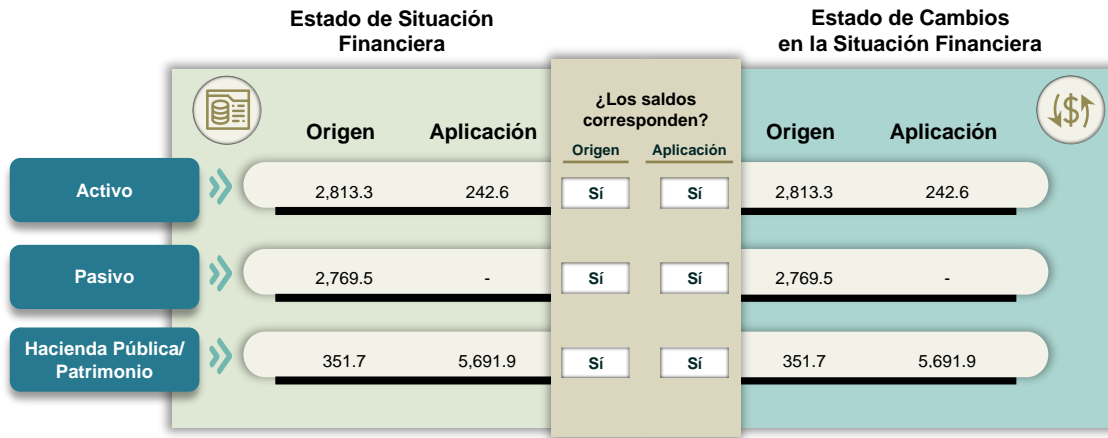 Estado de Situación
Financiera
Estado de Cambios
en la Situación Financiera
¿Los saldos
corresponden?
Origen Aplicación
Origen Aplicación
Origen Aplicación
Activo
2,813.3 242.6 Sí Sí 2,813.3 242.6
Pasivo
2,769.5 - Sí Sí 2,769.5 -
Hacienda Pública/
Patrimonio
351.7 5,691.9 Sí Sí 351.7 5,691.9
$